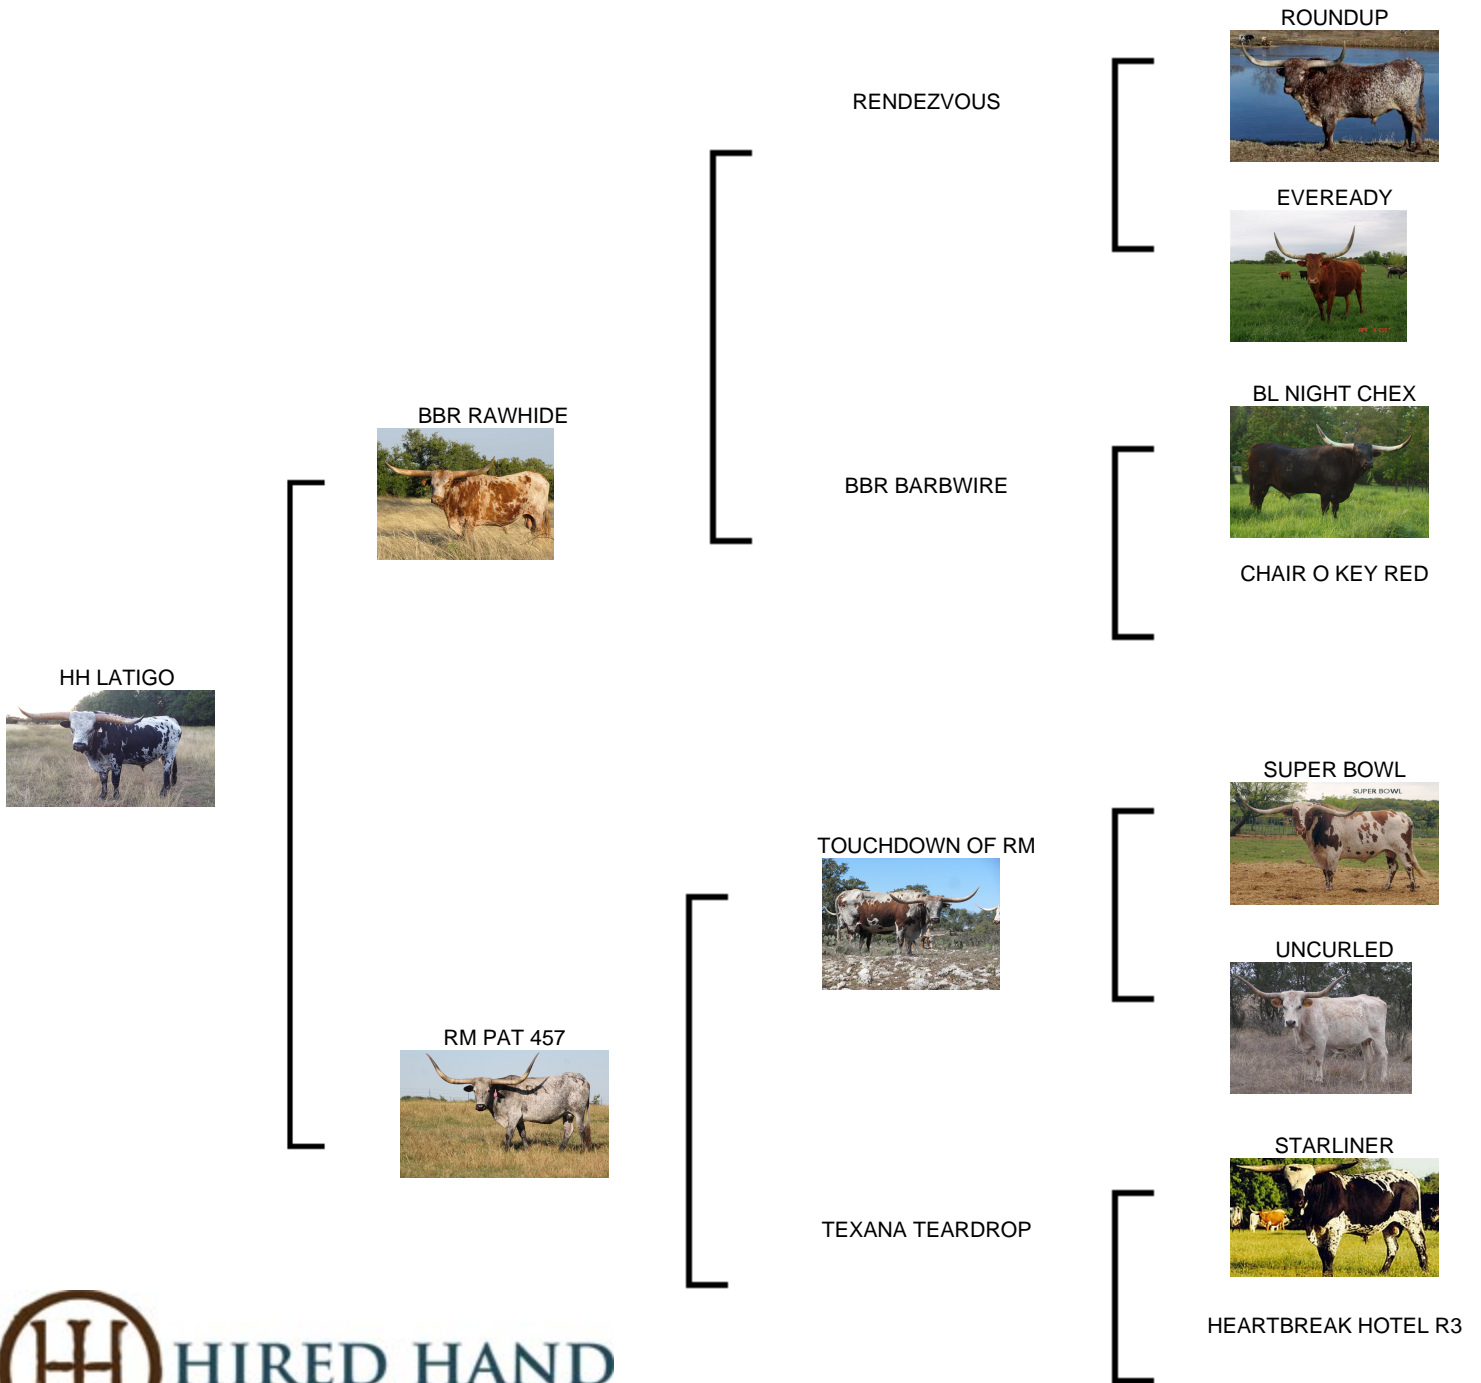 ROUNDUP
RENDEZVOUS
EVEREADY
BL NIGHT CHEX
BBR RAWHIDE
BBR BARBWIRE
CHAIR O KEY RED
HH LATIGO
SUPER BOWL
SUPER BOWL
TOUCHDOWN OF RM
UNCURLED
RM PAT 457
STARLINER
TEXANA TEARDROP
HEARTBREAK HOTEL R3
HIRED HAND